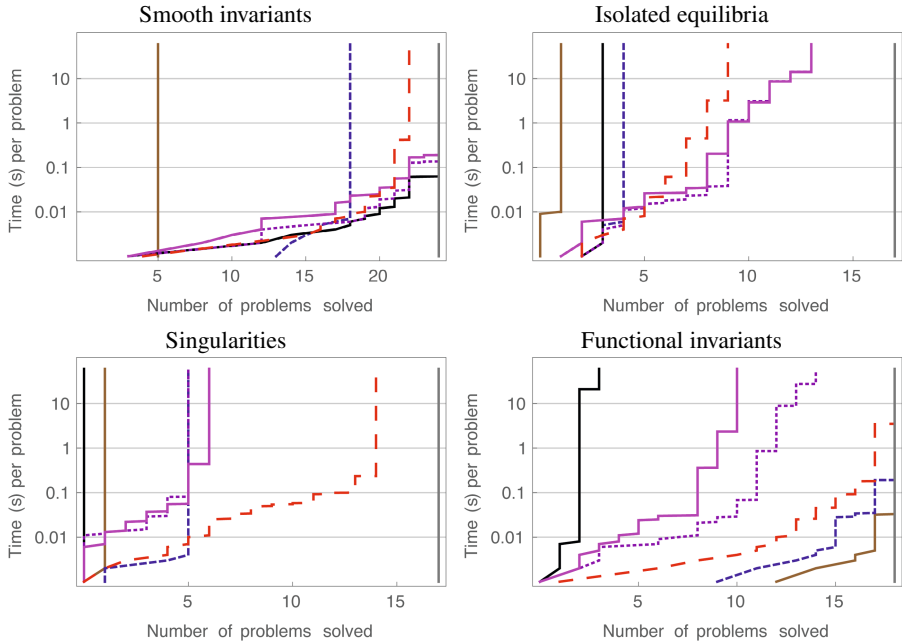 Smooth invariants
Time (s) per problem
10
1
0.1
0.01
5
10
15
20
Number of problems solved
Isolated equilibria
Time (s) per problem
10
1
0.1
0.01
5
10
15
Number of problems solved
Singularities
Time (s) per problem
10
1
0.1
0.01
5
10
15
Number of problems solved
Functional invariants
Time (s) per problem
10
1
0.1
0.01
5
10
15
Number of problems solved